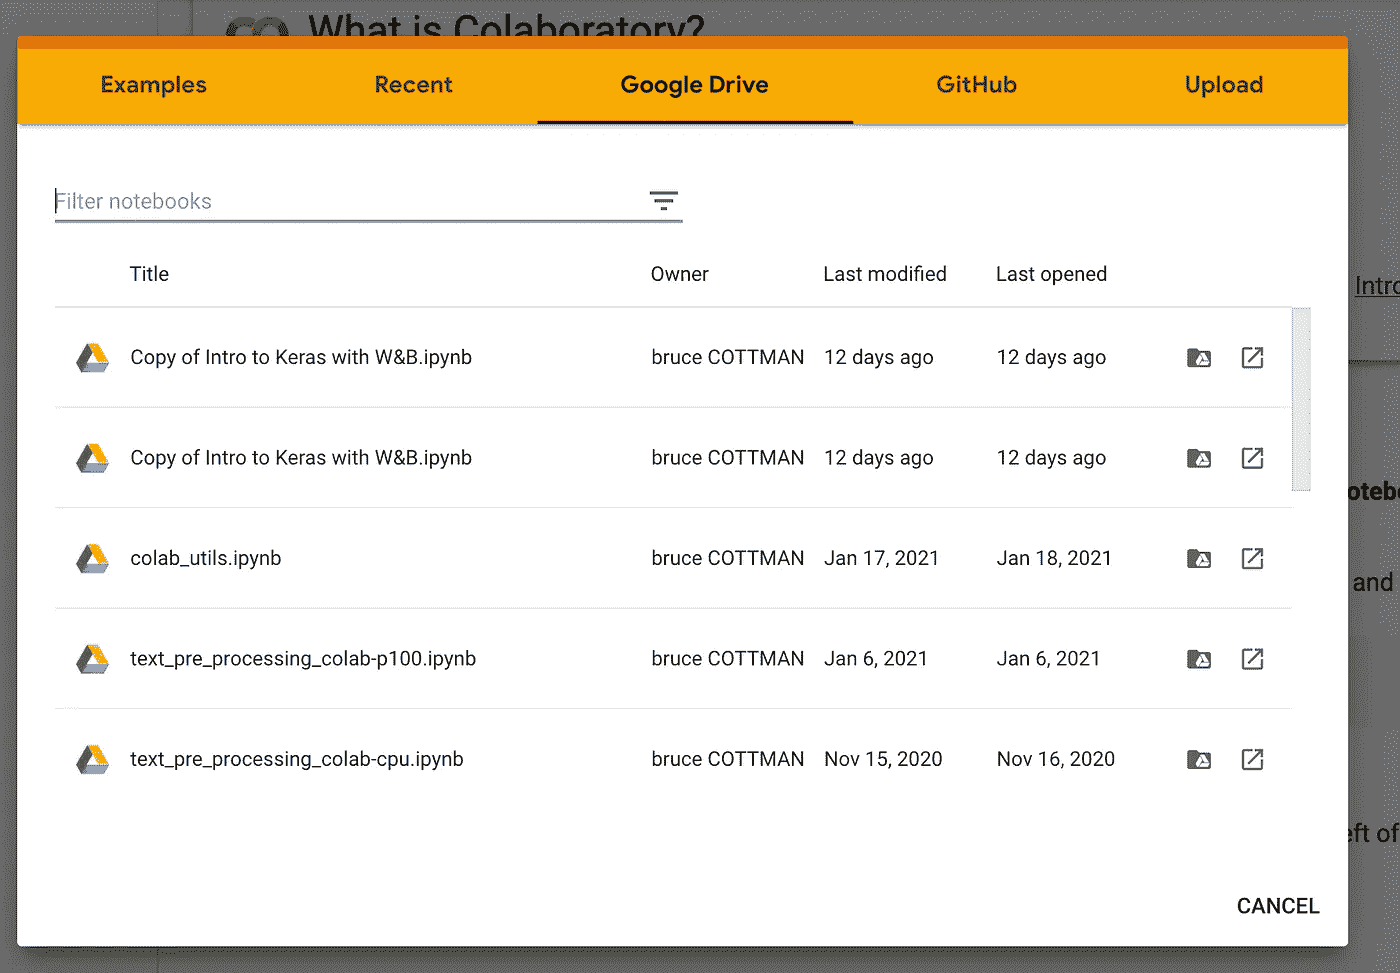 What is Colaboratory?
Examples Recent Google Drive GitHub Upload
Filter notebooks
Title Owner Last modified Last opened
Intro
Copy of Intro to Keras with W&B.ipynb bruce COTTMAN 12 days ago 12 days ago
Copy of Intro to Keras with W&B.ipynb bruce COTTMAN 12 days ago 12 days ago
oteb
colab_utils.ipynb bruce COTTMAN Jan 17, 2021 Jan 18, 2021
and
text_pre_processing_colab-p100.ipynb bruce COTTMAN Jan 6, 2021 Jan 6, 2021
text_pre_processing_colab-cpu.ipynb bruce COTTMAN Nov 15, 2020 Nov 16, 2020
eft of
CANCEL